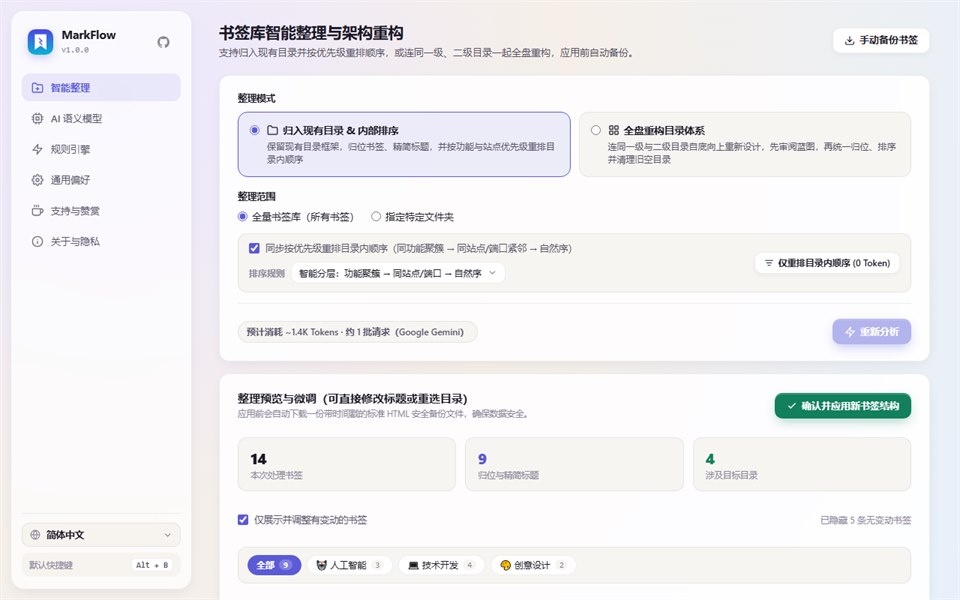 MarkFlow
v1.0.0
智能整理
AI 语义模型
规则引擎
通用偏好
支持与赞赏
关于与隐私
简体中文
默认快捷键
Alt + B
书签库智能整理与架构重构
支持归入现有目录并按优先级重排顺序，或连同一级、二级目录一起全盘重构，应用前自动备份。
手动备份书签
整理模式
归入现有目录 & 内部排序
保留现有目录框架，归位书签、精简标题，并按功能与站点优先级重排目
录内顺序
全盘重构目录体系
连同一级与二级目录自底向上重新设计，先审阅蓝图，再统一归位、排序
并清理旧空目录
整理范围
全量书签库（所有书签）
指定特定文件夹
同步按优先级重排目录内顺序（同功能聚簇 → 同站点/端口紧邻 → 自然序）
排序规则
智能分层：功能聚簇 → 同站点/端口 → 自然序
仅重排目录内顺序 (0 Token)
预计消耗 ~1.4K Tokens · 约 1 批请求（Google Gemini）
重新分析
整理预览与微调（可直接修改标题或重选目录）
应用前会自动下载一份带时间戳的标准 HTML 安全备份文件，确保数据安全。
确认并应用新书签结构
14
本次处理书签
9
归位与精简标题
4
涉及目标目录
仅展示并调整有变动的书签
已隐藏 5 条无变动书签
全部 9
人工智能 3
技术开发 4
创意设计 2